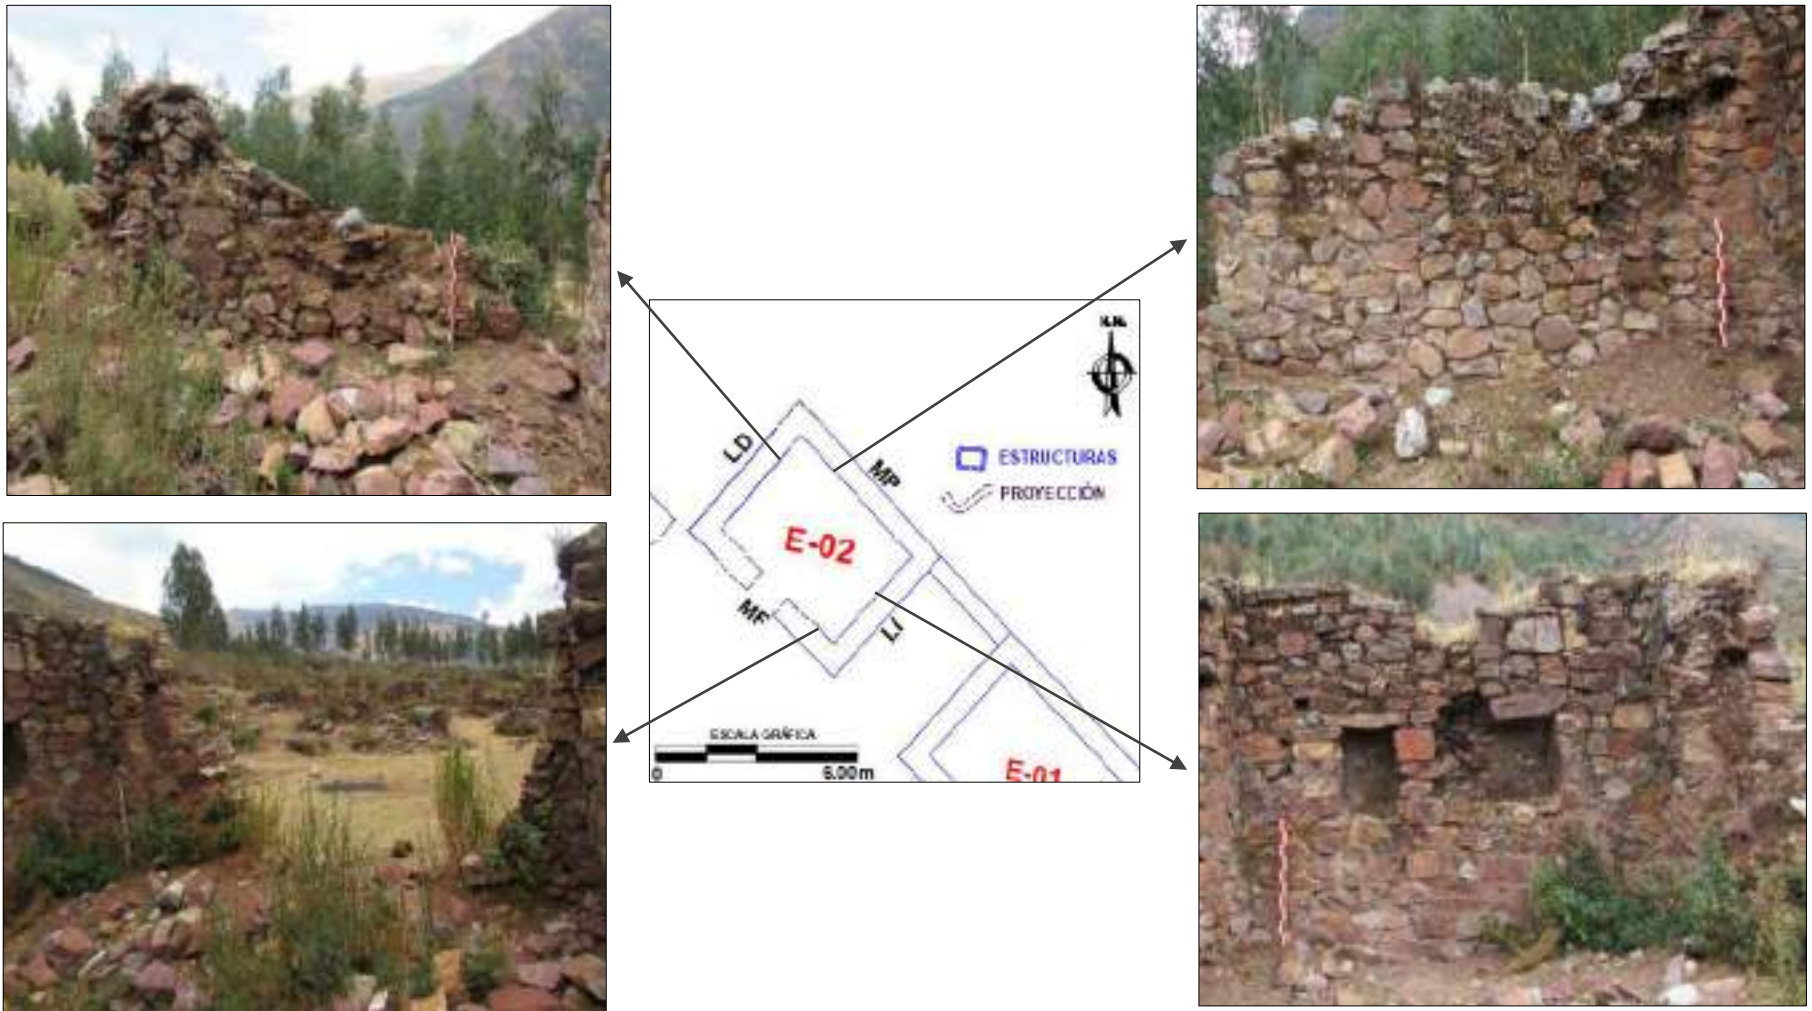 N.M.
LD
MP
ESTRUCTURAS
PROYECCIÓN
E-02
MF
LI
ESCALA GRÁFICA
0 6.00m
E-01